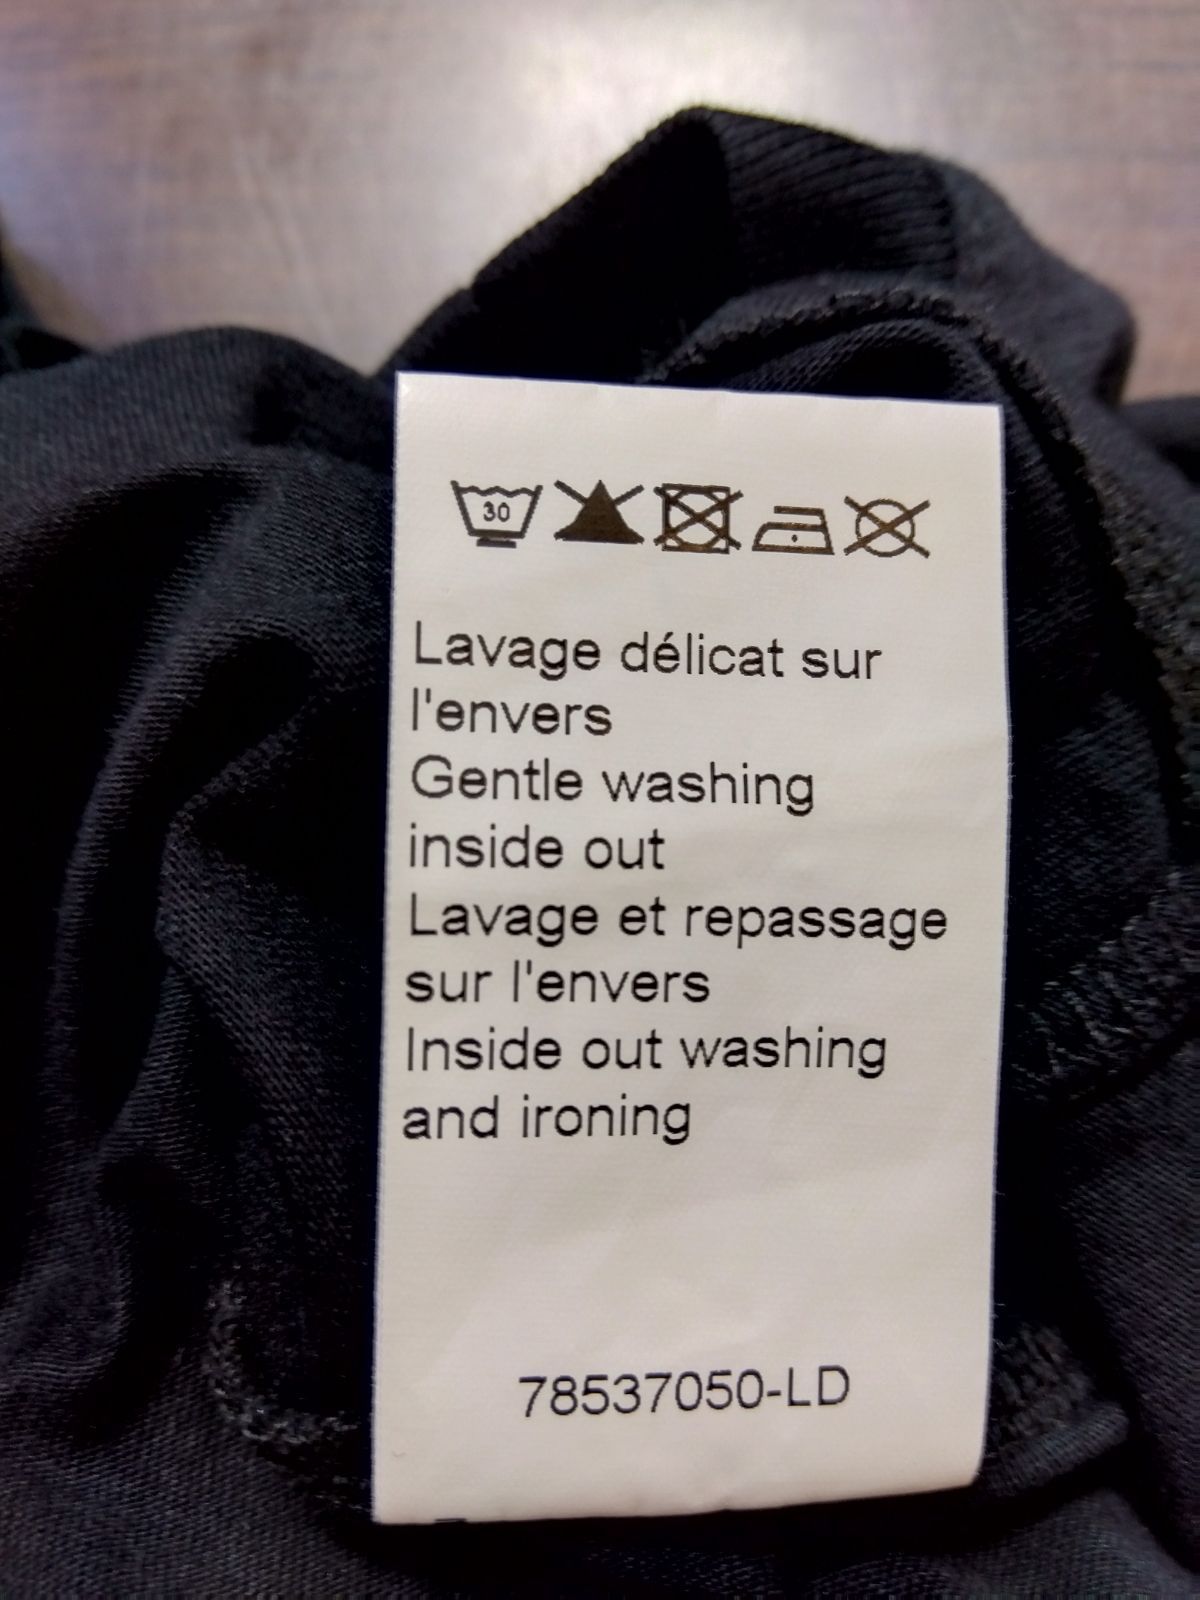 30
Lavage délicat sur
l'envers
Gentle washing
inside out
Lavage et repassage
sur l'envers
Inside out washing
and ironing
78537050-LD